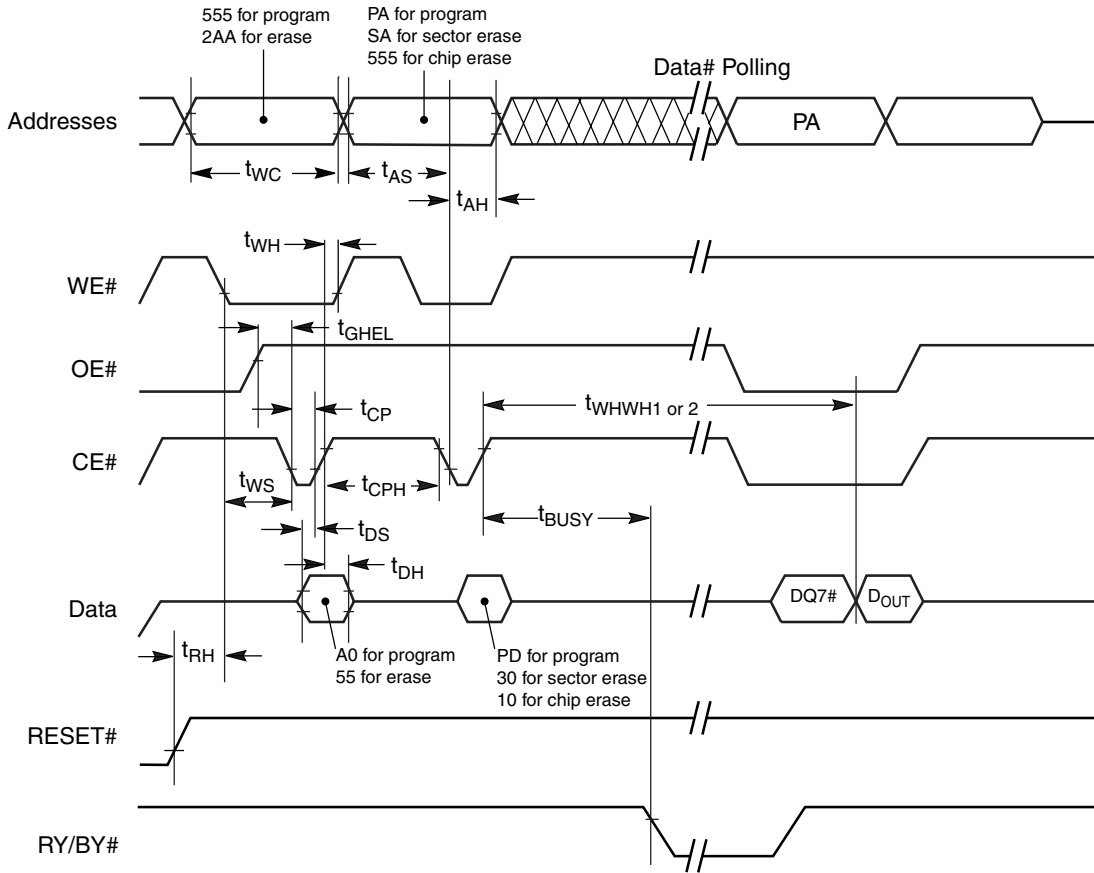 555 for program
2AA for erase
PA for program
SA for sector erase
555 for chip erase
Data# Polling
Addresses
PA
tWC
tAS
tAH
tWH
WE#
tGHEL
OE#
tCP
tWHWH1 or 2
CE#
tWS
tCPH
tDS
tBUSY
tDH
Data
DQ7#
DOUT
tRH
A0 for program
55 for erase
PD for program
30 for sector erase
10 for chip erase
RESET#
RY/BY#